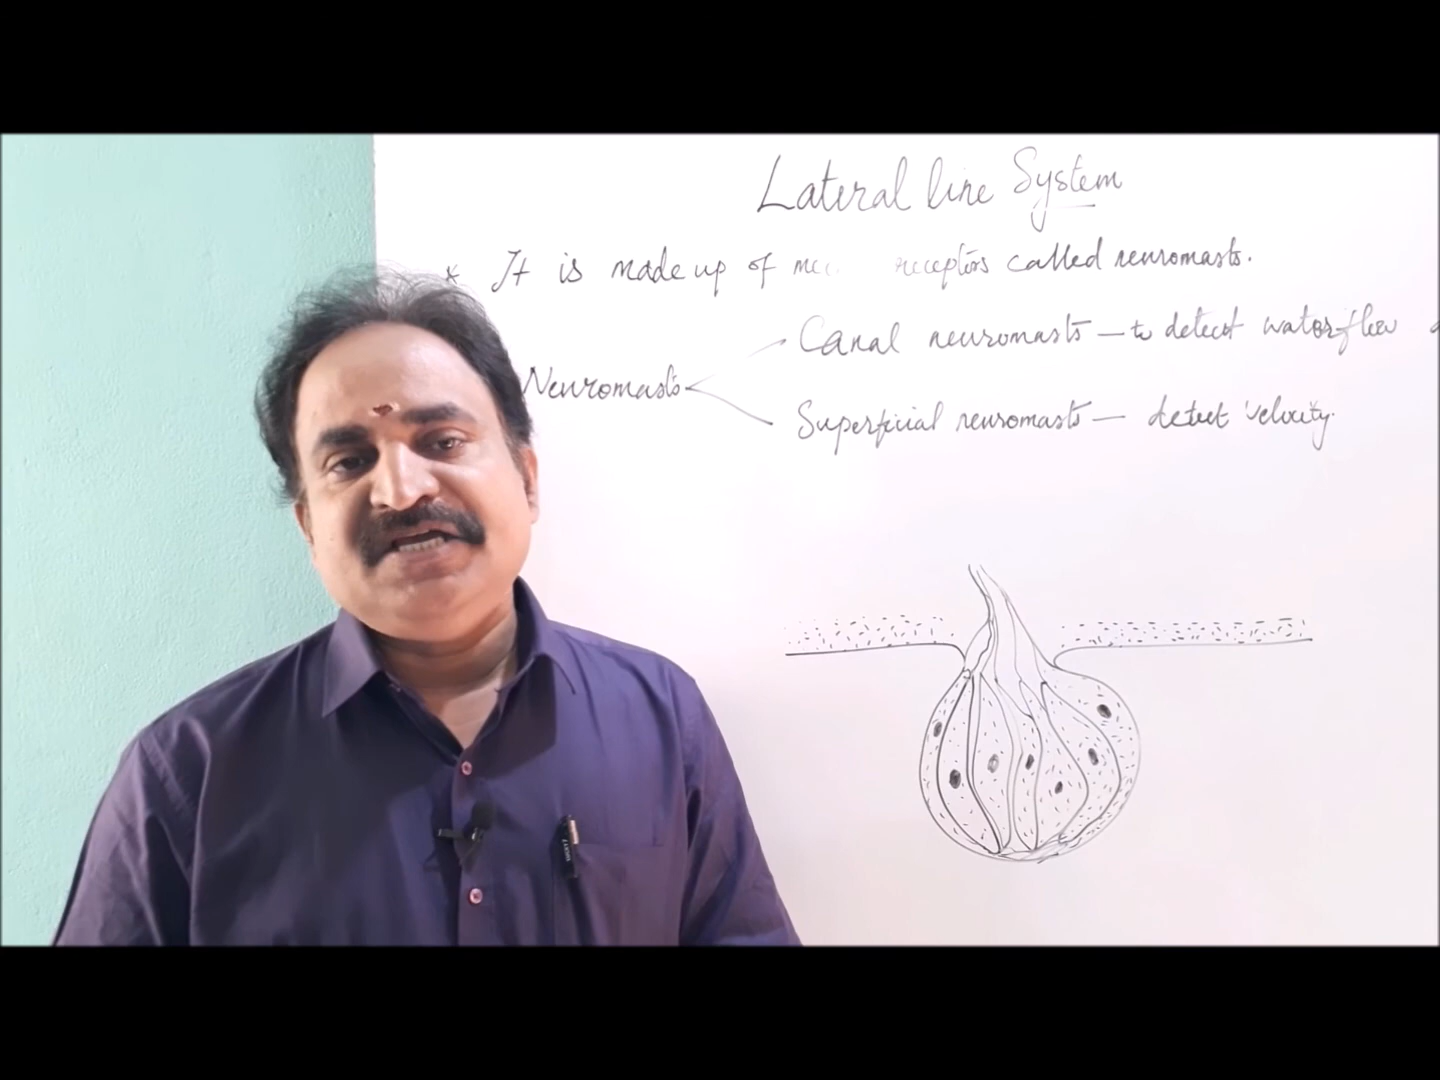 Lateral line System
* It is made up of receptors called neuromasts.
Canal neuromasts — to detect water flow
Neuromasts
Superficial neuromasts — detect velocity.